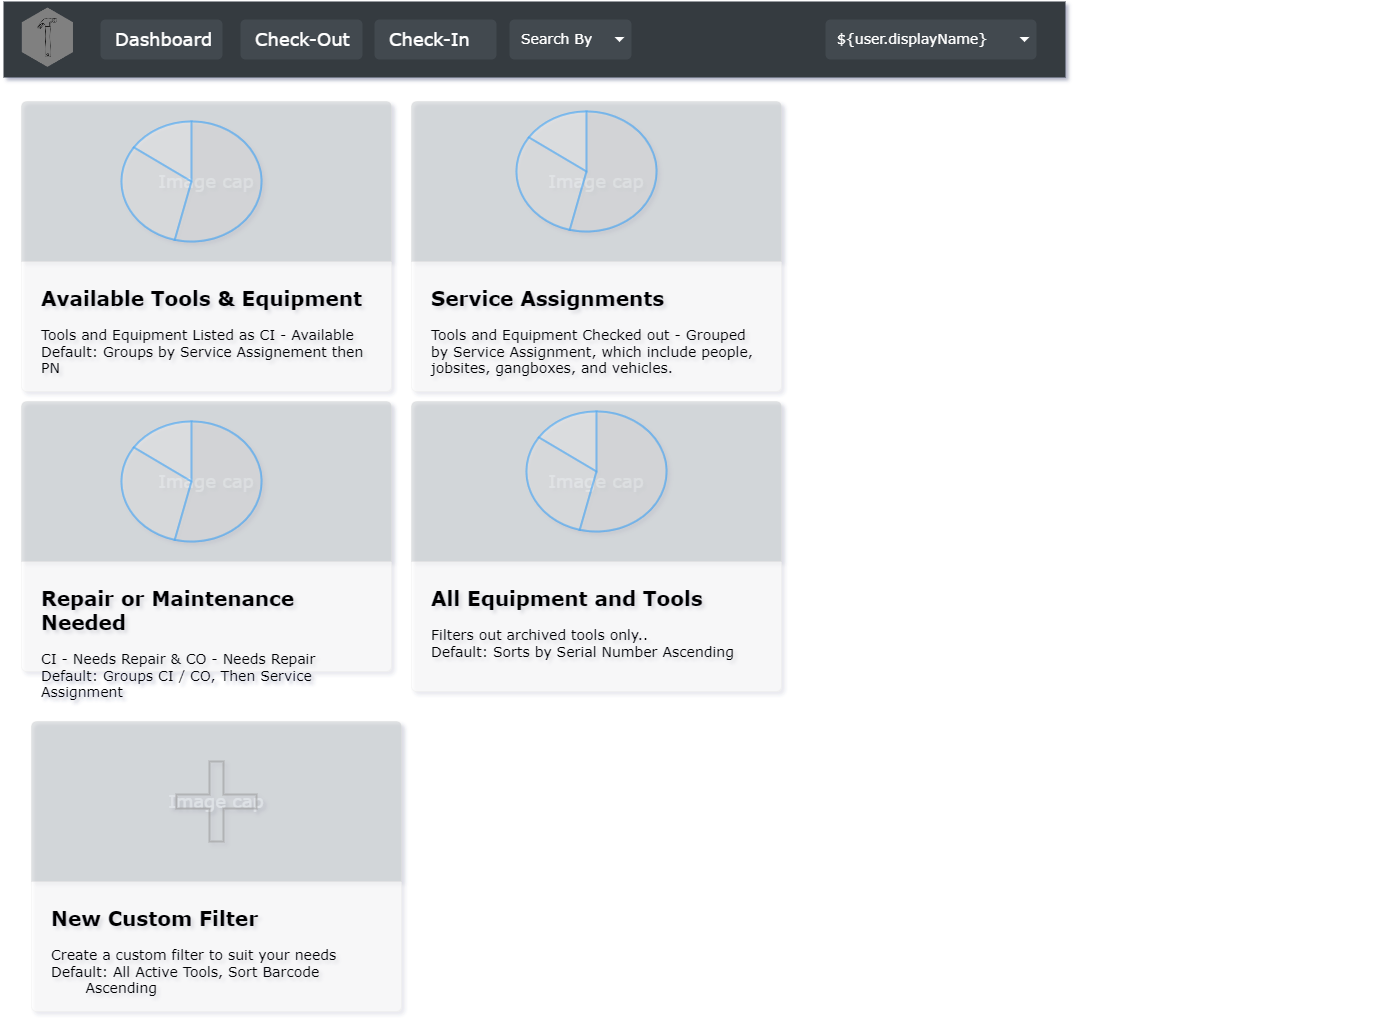 Dashboard
Check-Out
Check-In
Search By
${user.displayName}
Image cap
Available Tools & Equipment
Tools and Equipment Listed as CI - Available
Default: Groups by Service Assignement then
PN
Image cap
Service Assignments
Tools and Equipment Checked out - Grouped
by Service Assignment, which include people,
jobsites, gangboxes, and vehicles.
Image cap
Repair or Maintenance
Needed
CI - Needs Repair & CO - Needs Repair
Default: Groups CI / CO, Then Service
Assignment
Image cap
All Equipment and Tools
Filters out archived tools only..
Default: Sorts by Serial Number Ascending
Image cap
New Custom Filter
Create a custom filter to suit your needs
Default: All Active Tools, Sort Barcode
Ascending